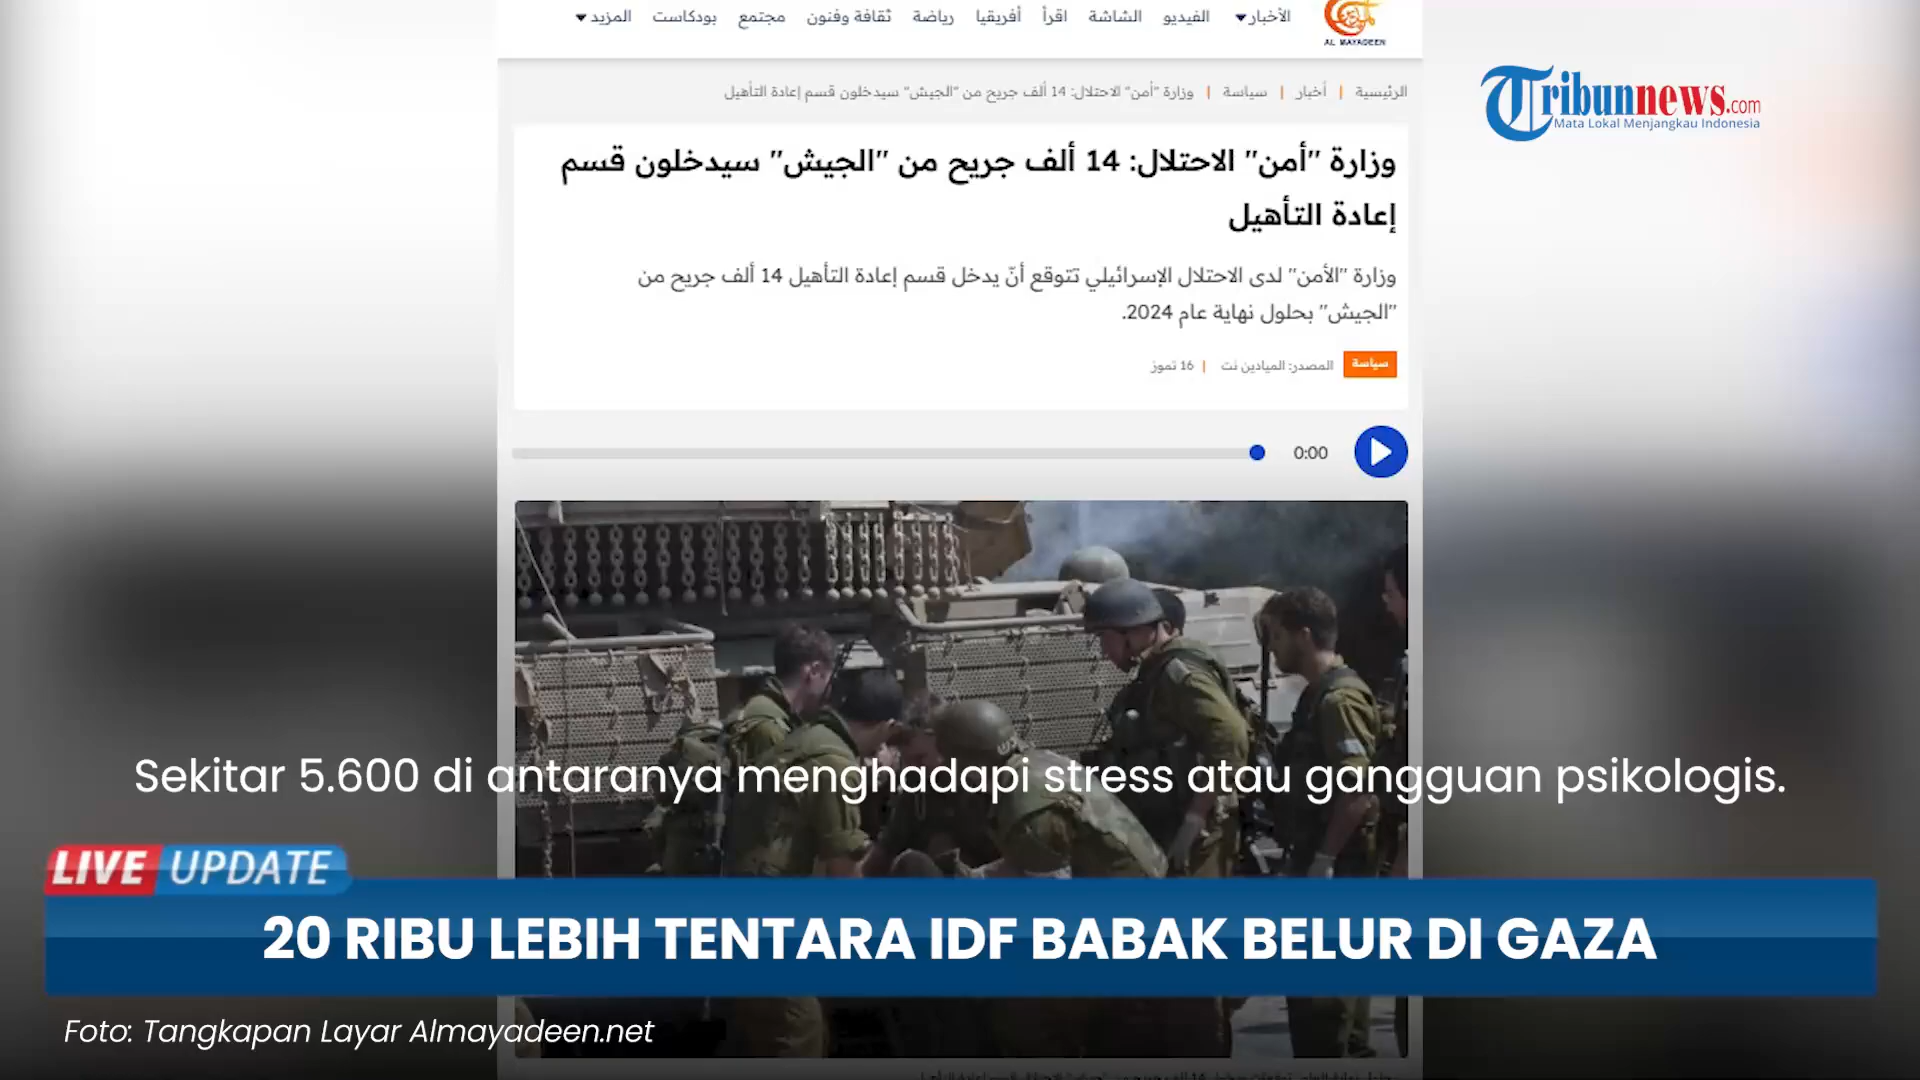 الأخبار الفيديو الشاشة اقرأ أفريقيا رياضة ثقافة وفنون مجتمع بودكاست المزيد
AL MAYADEEN
Tribunnews.com
Mata Lokal Menjangkau Indonesia
الرئيسية | أخبار | سياسة | وزارة "أمن" الاحتلال: 14 ألف جريح من "الجيش" سيدخلون قسم إعادة التأهيل
وزارة "أمن" الاحتلال: 14 ألف جريح من "الجيش" سيدخلون قسم
إعادة التأهيل
وزارة "الأمن" لدى الاحتلال الإسرائيلي تتوقع أنّ يدخل قسم إعادة التأهيل 14 ألف جريح من
"الجيش" بحلول نهاية عام 2024.
سياسة المصدر: الميادين نت | 16 تموز
0:00
Sekitar 5.600 di antaranya menghadapi stress atau gangguan psikologis.
LIVE UPDATE
20 RIBU LEBIH TENTARA IDF BABAK BELUR DI GAZA
Foto: Tangkapan Layar Almayadeen.net